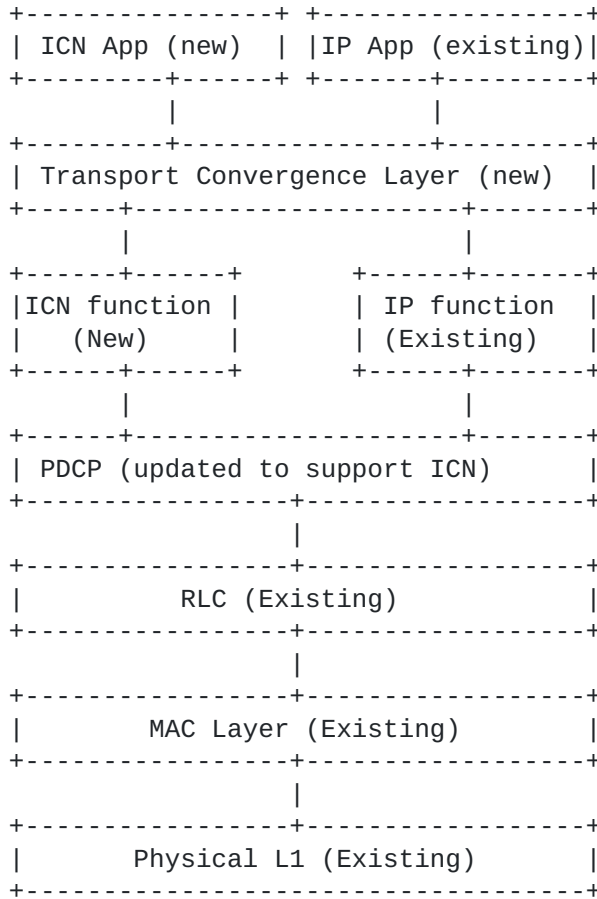 ICN App (new) IP App (existing)
Transport Convergence Layer (new)
ICN function IP function
(New) (Existing)
PDCP (updated to support ICN)
RLC (Existing)
MAC Layer (Existing)
Physical L1 (Existing)